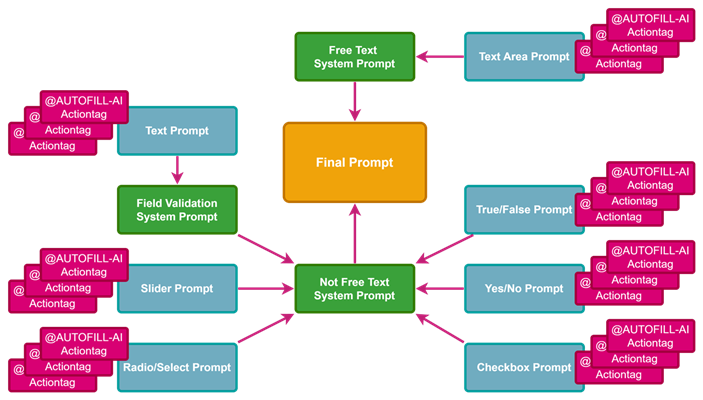 @AUTOFILL-AI
Actiontag
@
Actiontag
@
Actiontag
Free Text
System Prompt
Text Area Prompt
@AUTOFILL-AI
Actiontag
@
Actiontag
@
Actiontag
Text Prompt
Final Prompt
@AUTOFILL-AI
Actiontag
@
Actiontag
@
Actiontag
Field Validation
System Prompt
True/False Prompt
@AUTOFILL-AI
Actiontag
@
Actiontag
@
Actiontag
Slider Prompt
Not Free Text
System Prompt
Yes/No Prompt
@AUTOFILL-AI
Actiontag
@
Actiontag
@
Actiontag
@AUTOFILL-AI
Actiontag
@
Actiontag
@
Actiontag
Radio/Select Prompt
Checkbox Prompt
@AUTOFILL-AI
Actiontag
@
Actiontag
@
Actiontag